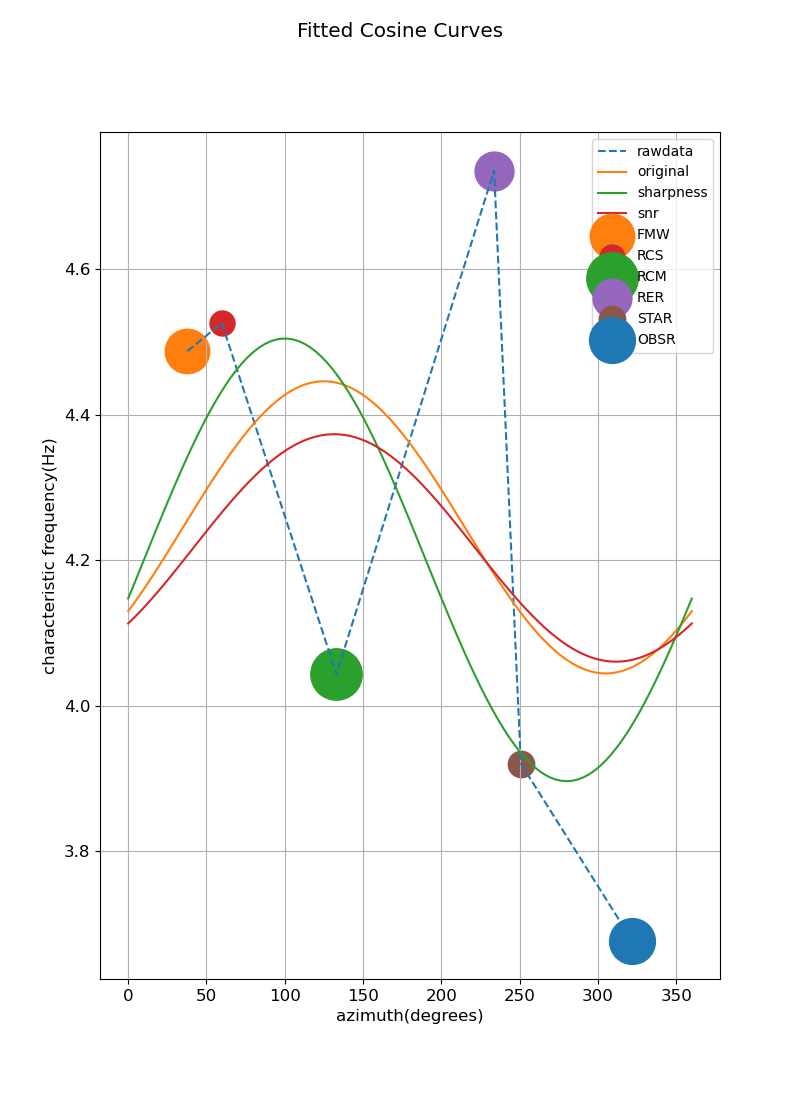 Fitted Cosine Curves
characteristic frequency(Hz)
4.6
4.4
4.2
4.0
3.8
rawdata
original
sharpness
snr
FMW
RCS
RCM
RER
STAR
OBSR
0 50 100 150 200 250 300 350
azimuth(degrees)